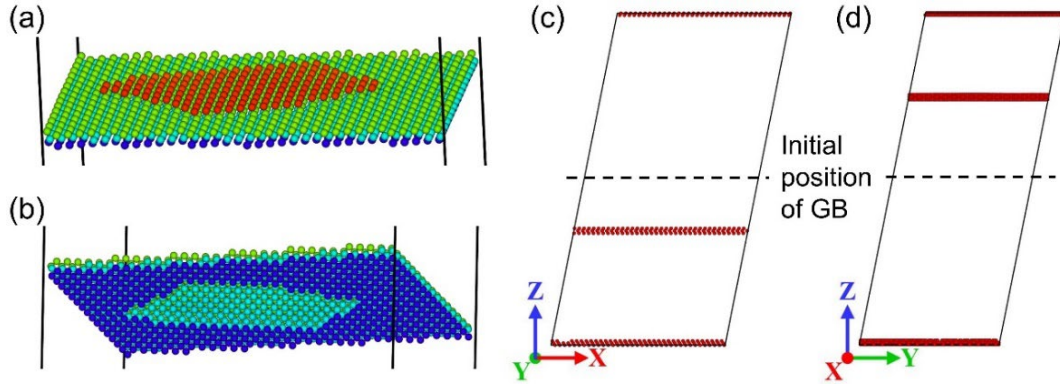 (a)
(b)
(c)
(d)
Initial
position
of GB
Z
Y
X
Z
X
Y